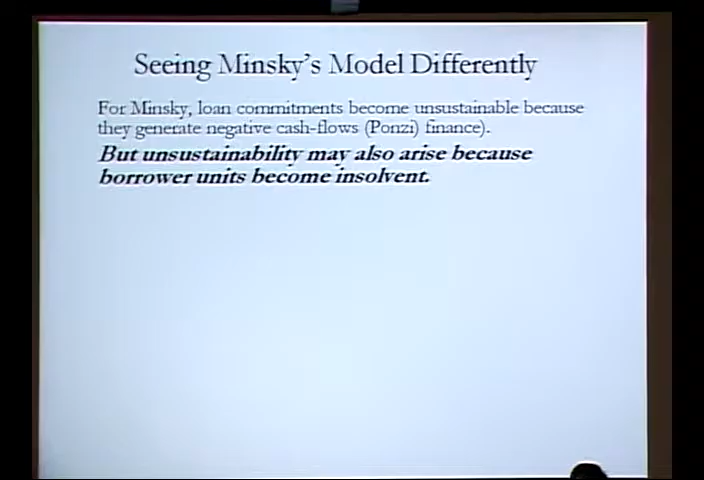 Seeing Minsky's Model Differently
For Minsky, loan commitments become unsustainable because
they generate negative cash-flows (Ponzi) finance).
But unsustainability may also arise because
borrower units become insolvent.